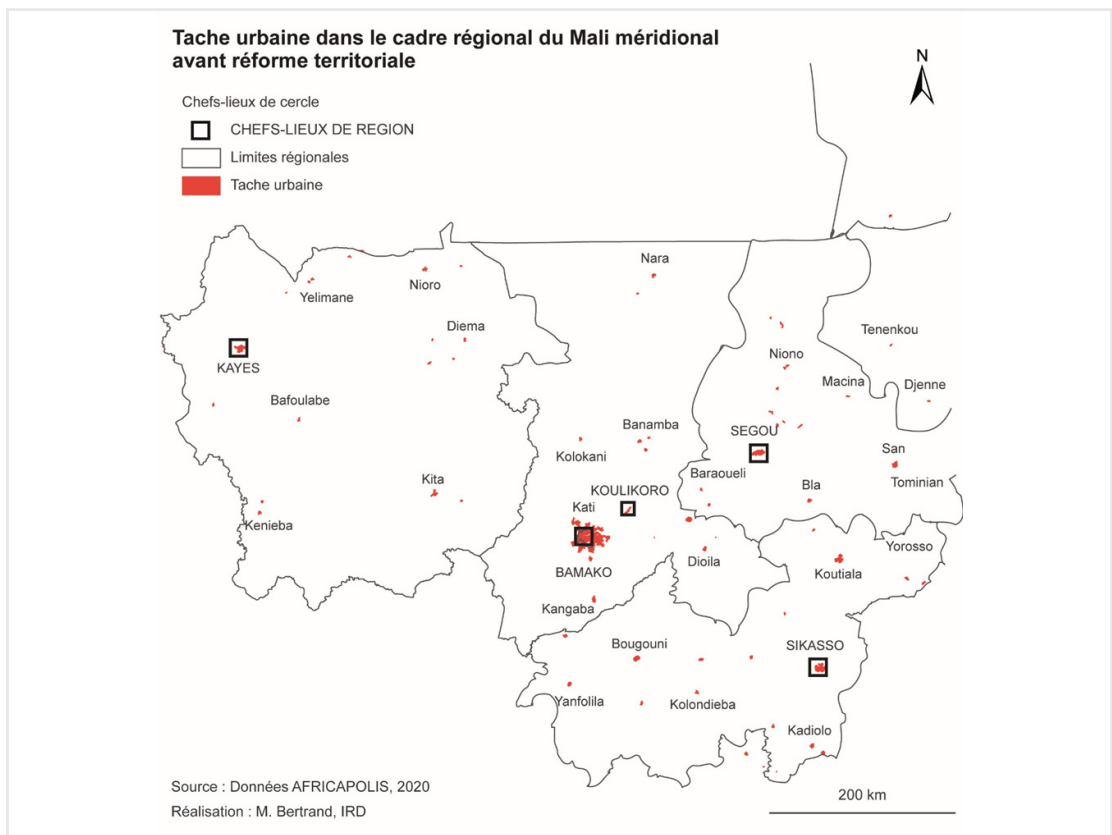 Tache urbaine dans le cadre régional du Mali méridional
avant réforme territoriale
N
Chefs-lieux de cercle
CHEFS-LIEUX DE REGION
Limites régionales
Tache urbaine
Nara
Nioro
Yelimane
Diema
Tenenkou
Niono
KAYES
Macina
Djenne
Bafoulabe
Banamba
SEGOU
Kolokani
San
Baraoueli
Kita
Tominian
Bla
KOULIKORO
Kati
Kenieba
Yorosso
Dioila
BAMAKO
Koutiala
Kangaba
Bougouni
SIKASSO
Yanfolila
Kolondieba
Kadiolo
Source : Données AFRICAPOLIS, 2020
200 km
Réalisation : M. Bertrand, IRD